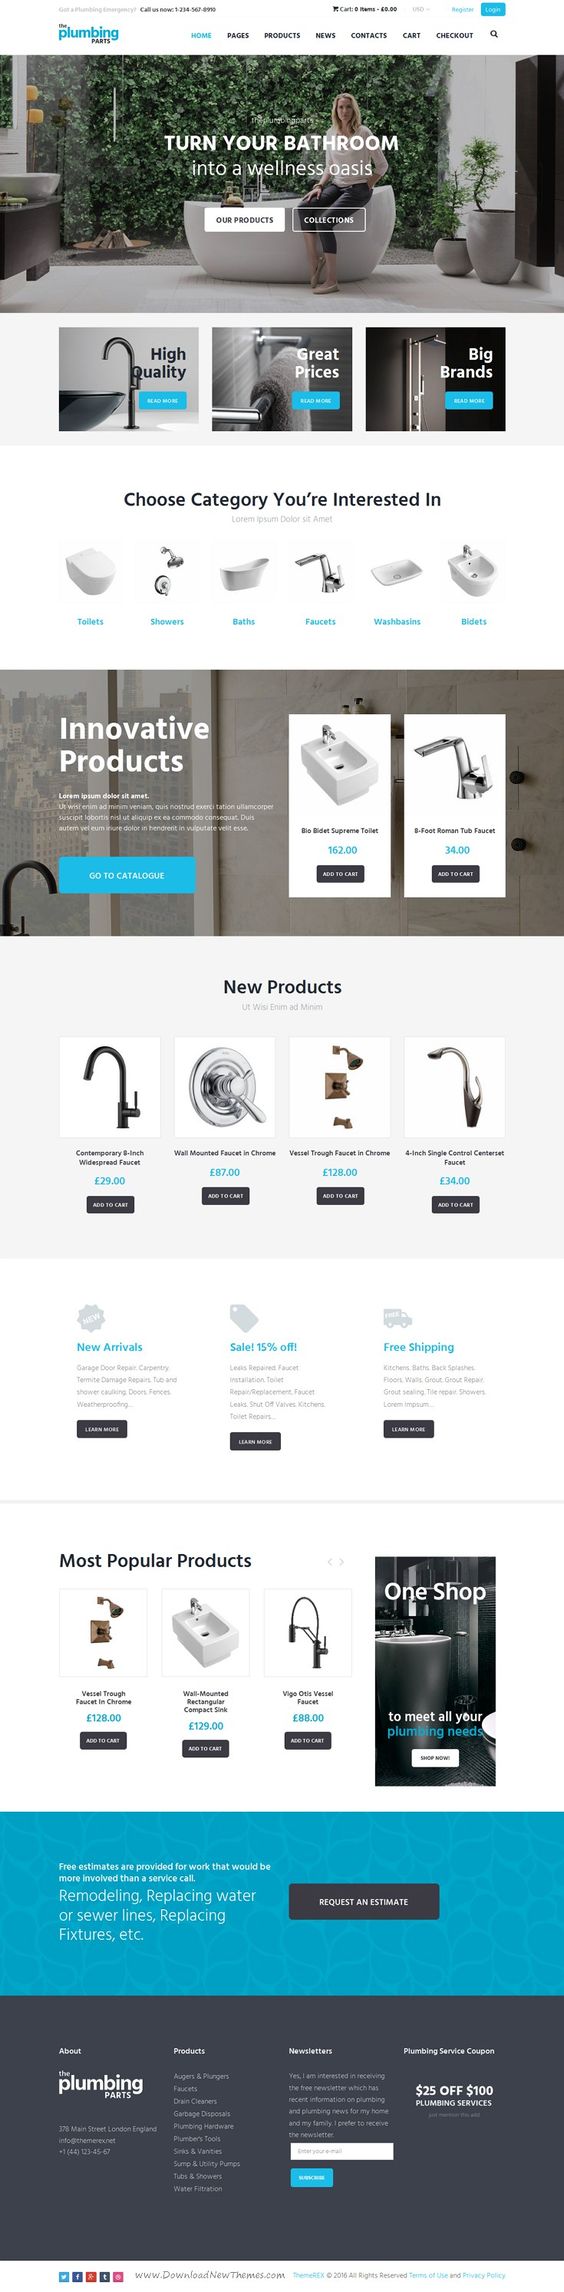 Got a Plumbing Emergency? Call us now: 1-234-567-8910
Cart: 0 items - £0.00
USD
Register
Login
the
plumbing
PARTS
HOME PAGES PRODUCTS NEWS CONTACTS CART CHECKOUT
theplumbingparts
TURN YOUR BATHROOM
into a wellness oasis
OUR PRODUCTS
COLLECTIONS
High
Quality
READ MORE
Great
Prices
READ MORE
Big
Brands
READ MORE
Choose Category You're Interested In
Lorem Ipsum Dolor sit Amet
Toilets
Showers
Baths
Faucets
Washbasins
Bidets
Innovative
Products
Lorem ipsum dolor sit amet.
Ut wisi enim ad minim veniam, quis nostrud exerci tation ullamcorper
suscipit lobortis nisl ut aliquip ex ea commodo consequat. Duis
autem vel eum iriure dolor in hendrerit in vulputate velit esse.
GO TO CATALOGUE
Bio Bidet Supreme Toilet
162.00
ADD TO CART
8-Foot Roman Tub Faucet
34.00
ADD TO CART
New Products
Ut Wisi Enim ad Minim
Contemporary 8-Inch
Widespread Faucet
£29.00
ADD TO CART
Wall Mounted Faucet in Chrome
£87.00
ADD TO CART
Vessel Trough Faucet in Chrome
£128.00
ADD TO CART
4-Inch Single Control Centerset
Faucet
£34.00
ADD TO CART
NEW
New Arrivals
Garage Door Repair, Carpentry,
Termite Damage Repairs, Tub and
shower caulking, Doors, Fences,
Weatherproofing...
LEARN MORE
Sale! 15% off!
Leaks Repaired, Faucet
Installation, Toilet
Repair/Replacement, Faucet
Leaks, Shut Off Valves, Kitchens,
Toilet Repairs...
LEARN MORE
FREE
Free Shipping
Kitchens, Baths, Back Splashes,
Floors, Walls, Grout, Grout Repair,
Grout sealing, Tile repair, Showers,
Lorem Impsum...
LEARN MORE
Most Popular Products
Vessel Trough
Faucet In Chrome
£128.00
ADD TO CART
Wall-Mounted
Rectangular
Compact Sink
£129.00
ADD TO CART
Vigo Otis Vessel
Faucet
£88.00
ADD TO CART
One Shop
to meet all your
plumbing needs
SHOP NOW!
Free estimates are provided for work that would be
more involved than a service call.
Remodeling, Replacing water
or sewer lines, Replacing
Fixtures, etc.
REQUEST AN ESTIMATE
About
the
plumbing
PARTS
378 Main Street London England
info@themerex.net
+1 (44) 123-45-67
Products
Augers & Plungers
Faucets
Drain Cleaners
Garbage Disposals
Plumbing Hardware
Plumber's Tools
Sinks & Vanities
Sump & Utility Pumps
Tubs & Showers
Water Filtration
Newsletters
Yes, I am interested in receiving
the free newsletter which has
recent information on plumbing
and plumbing news for my home
and my family. I prefer to receive
the newsletter.
Enter your e-mail
SUBSCRIBE
Plumbing Service Coupon
$25 OFF $100
PLUMBING SERVICES
just mention this add
www.DownloadNewThemes.com
ThemeREX © 2016 All Rights Reserved Terms of Use and Privacy Policy